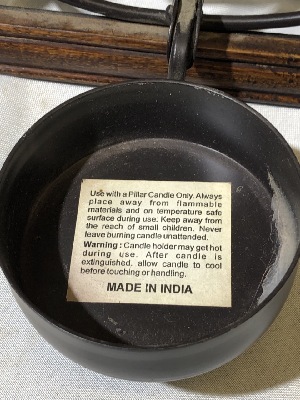 Use with a Pillar Candle Only. Always
place away from flammable
materials and on temperature safe
surface during use. Keep away from
the reach of small children. Never
leave burning candle unattended.
Warning : Candle holder may get hot
during use. After candle is
extinguished, allow candle to cool
before touching or handling.
MADE IN INDIA